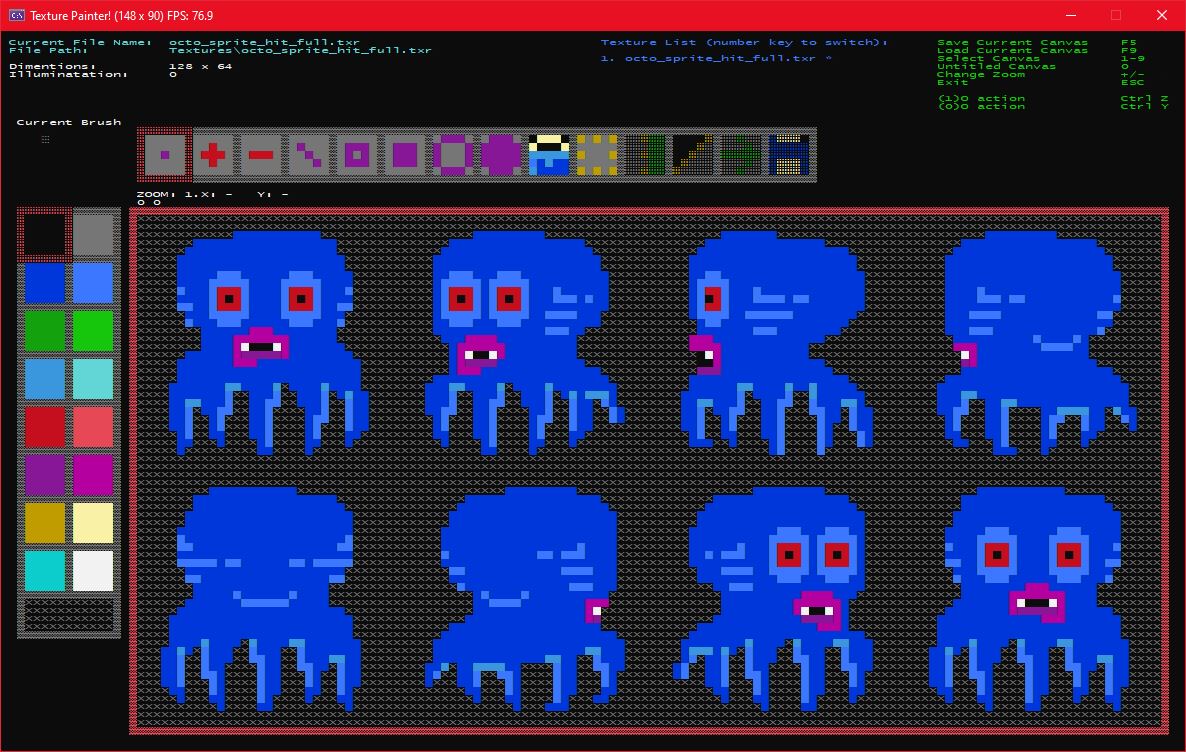 Texture Painter! (148 x 90) FPS: 76.9
Current File Name: octo_sprite_hit_full.txr
File Path: Textures\octo_sprite_hit_full.txr
Dimentions: 128 x 64
Illuminatation: 0
Texture List (number key to switch):
1. octo_sprite_hit_full.txr *
Save Current Canvas F5
Load Current Canvas F9
Select Canvas 1-9
Untitled Canvas 0
Change Zoom +/-
Exit ESC
(1)0 action Ctrl Z
(0)0 action Ctrl Y
Current Brush
ZOOM: 1.X: - Y: -
0 0